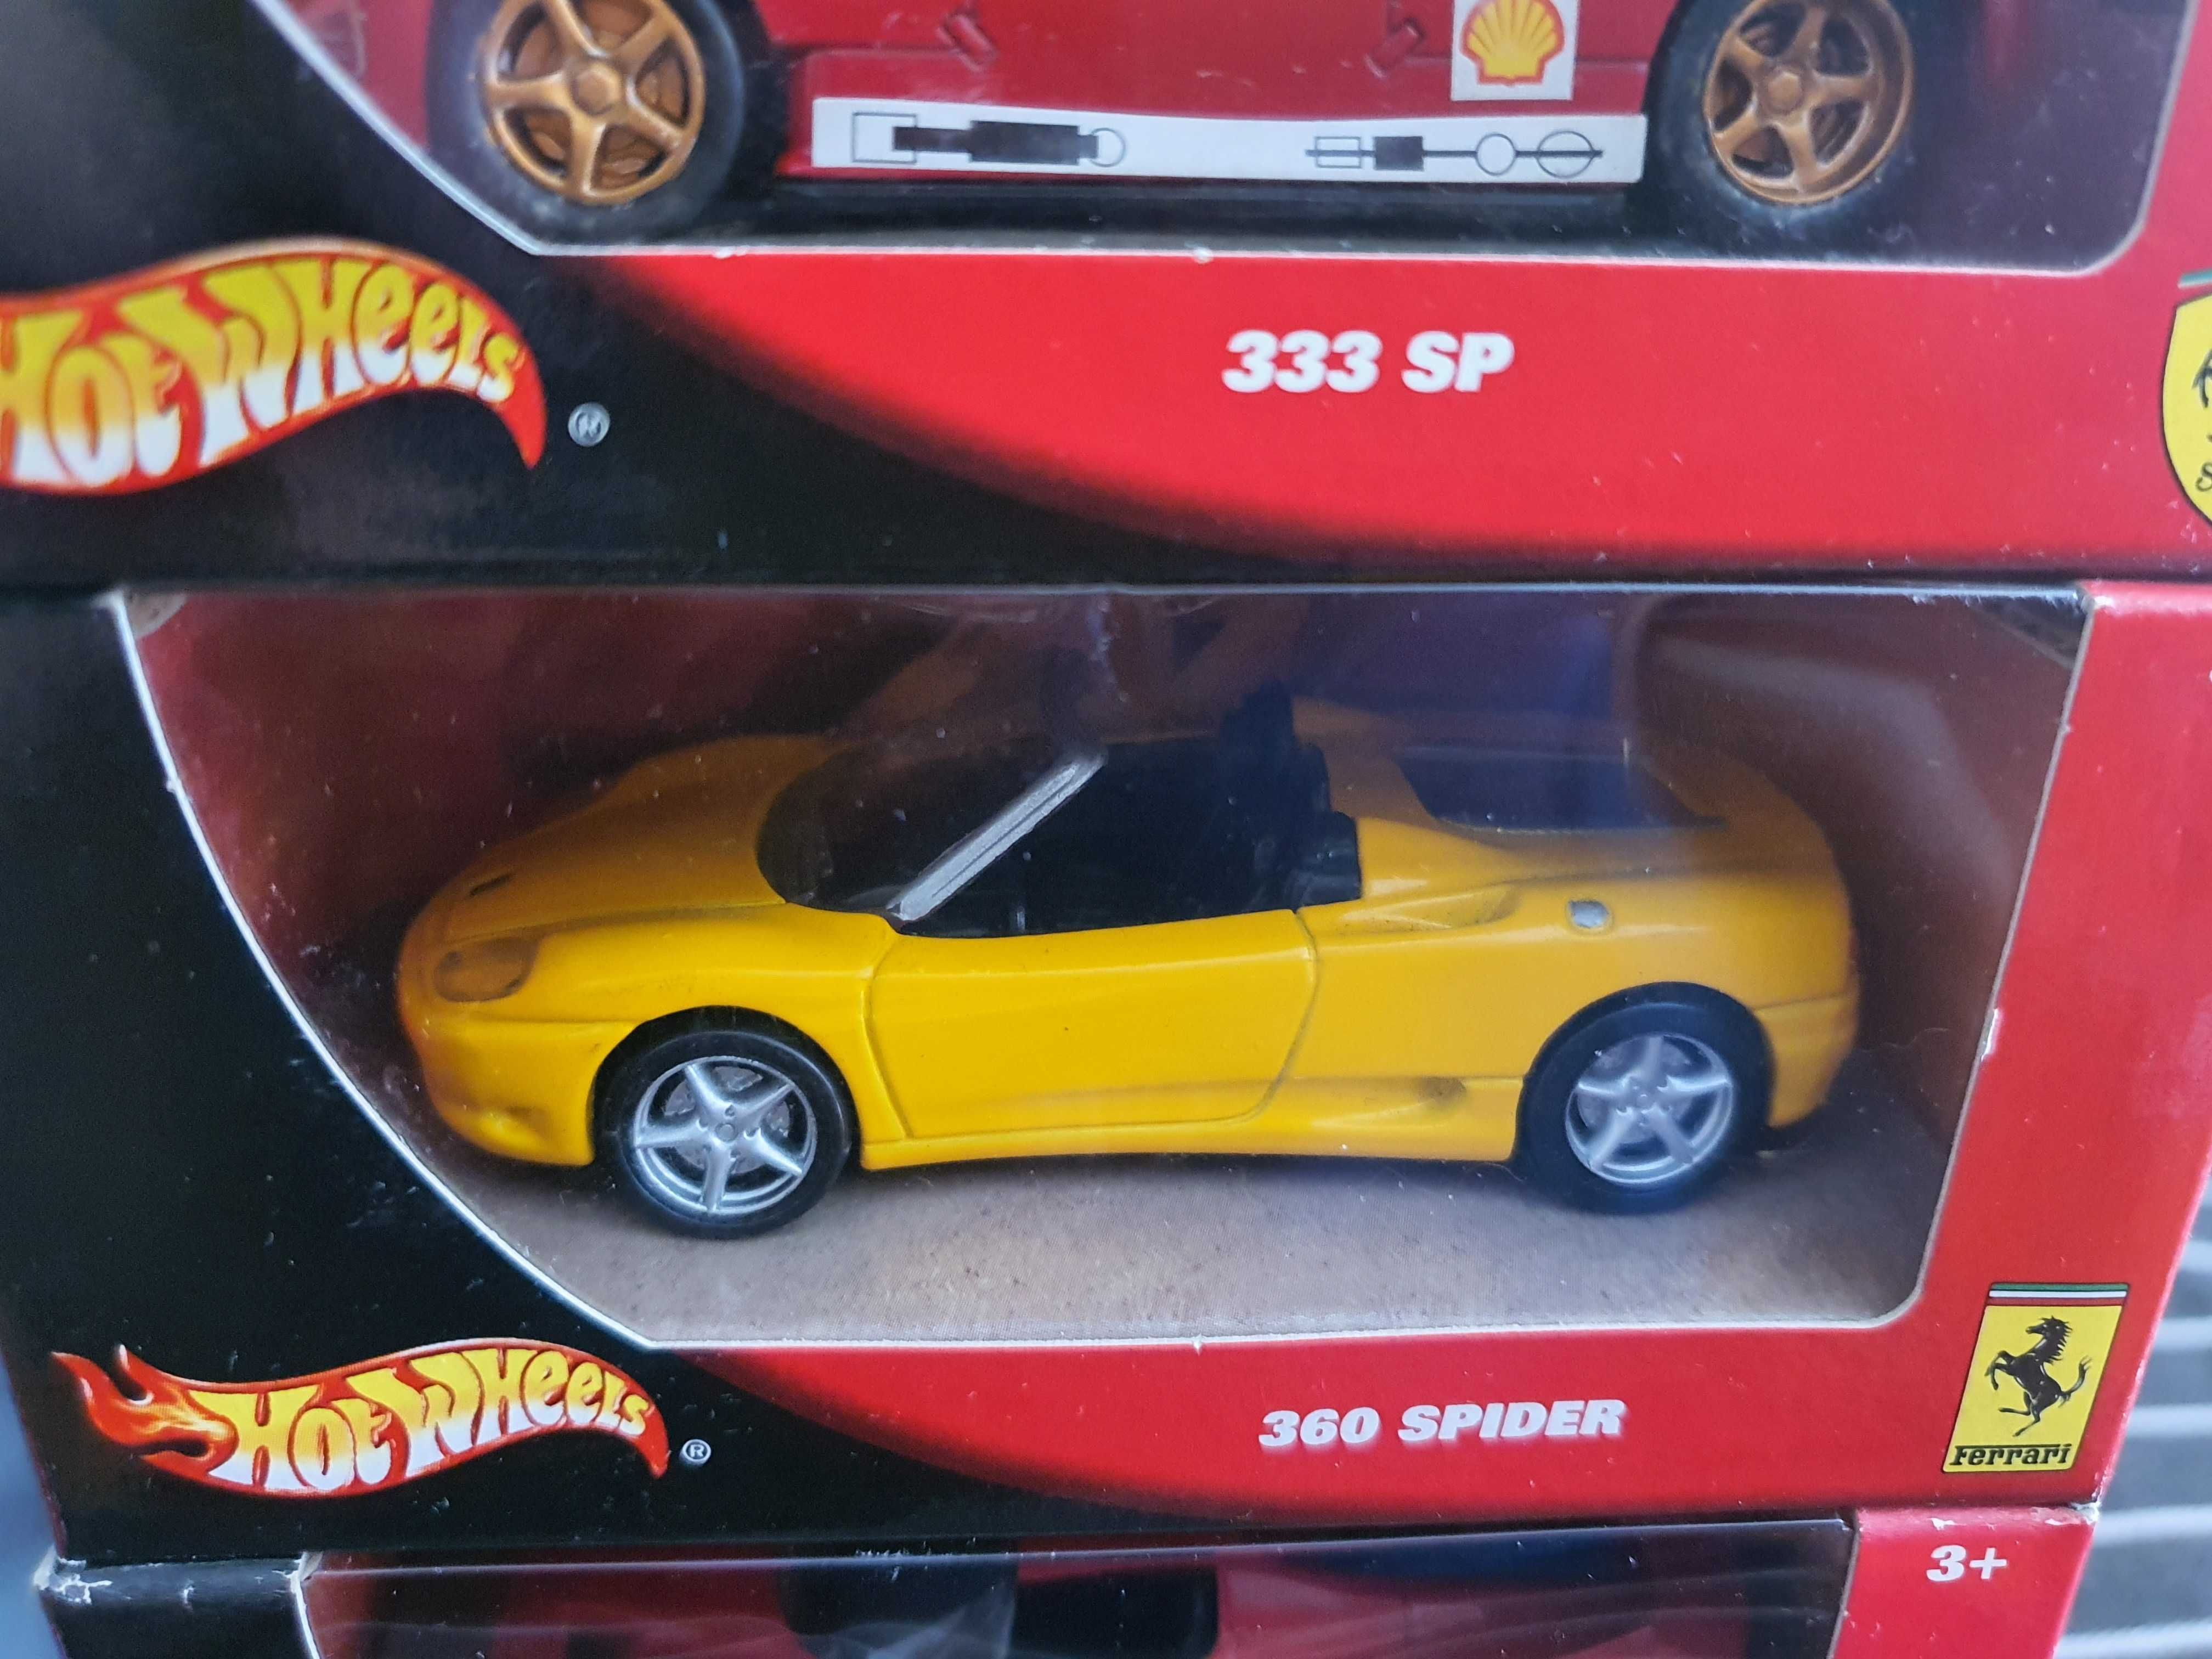 HOT WHEELS ®
333 SP
S
HOT WHEELS ®
360 SPIDER
Ferrari
3+